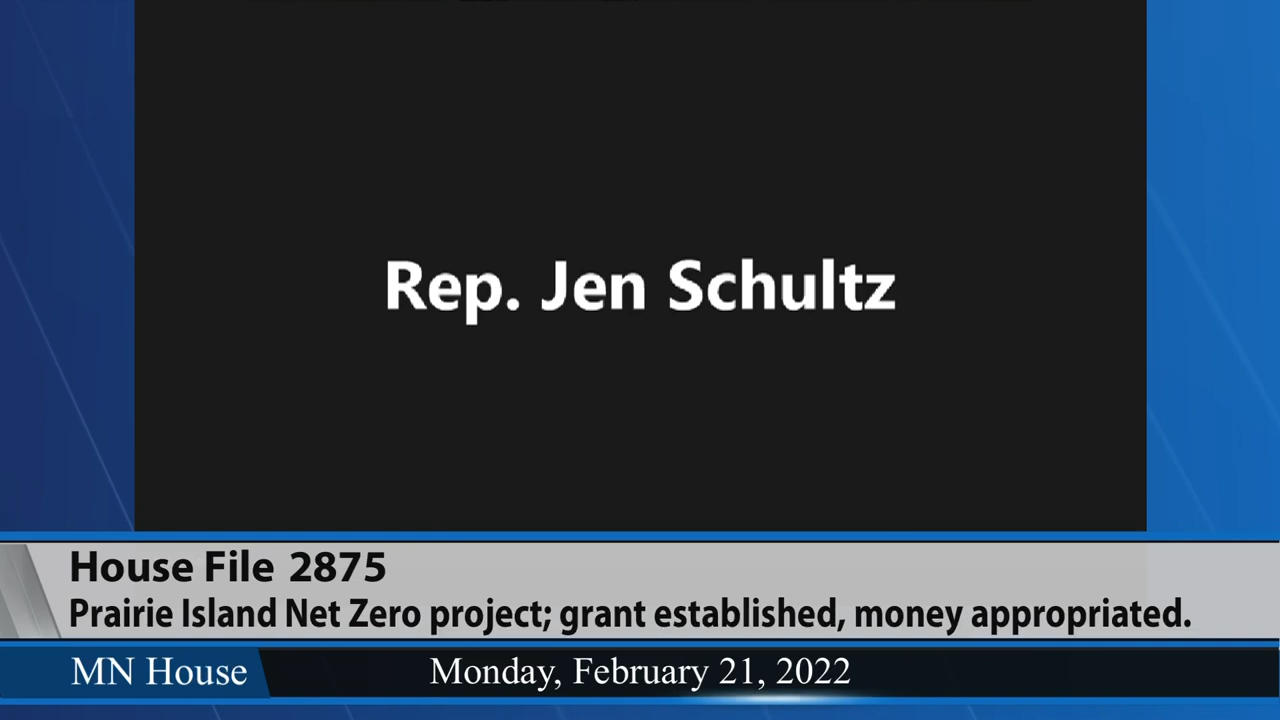 Rep. Jen Schultz
House File 2875
Prairie Island Net Zero project; grant established, money appropriated.
MN House
Monday, February 21, 2022